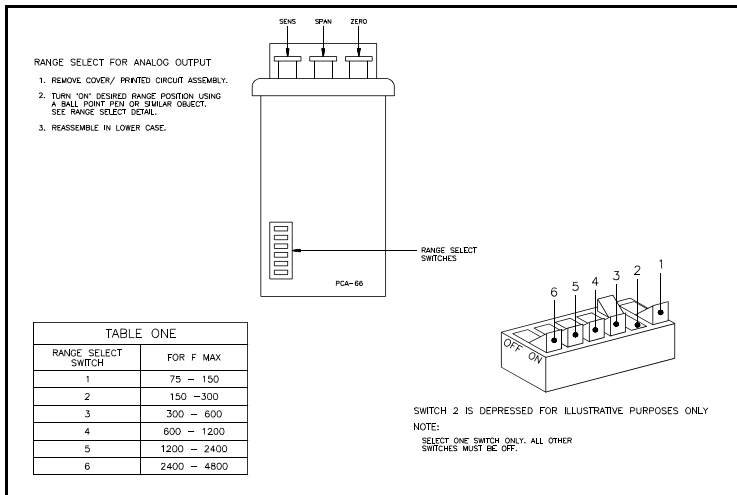 SENS SPAN ZERO
RANGE SELECT FOR ANALOG OUTPUT
1. REMOVE COVER/ PRINTED CIRCUIT ASSEMBLY.
2. TURN "ON" DESIRED RANGE POSITION USING
A BALL POINT PEN OR SIMILAR OBJECT.
SEE RANGE SELECT DETAIL.
3. REASSEMBLE IN LOWER CASE.
RANGE SELECT
SWITCHES
PCA-66
TABLE ONE
RANGE SELECT
SWITCH
FOR F MAX
1 75 - 150
2 150 -300
3 300 - 600
4 600 - 1200
5 1200 - 2400
6 2400 - 4800
6 5 4 3 2 1
OFF ON
SWITCH 2 IS DEPRESSED FOR ILLUSTRATIVE PURPOSES ONLY
NOTE:
SELECT ONE SWITCH ONLY. ALL OTHER
SWITCHES MUST BE OFF.